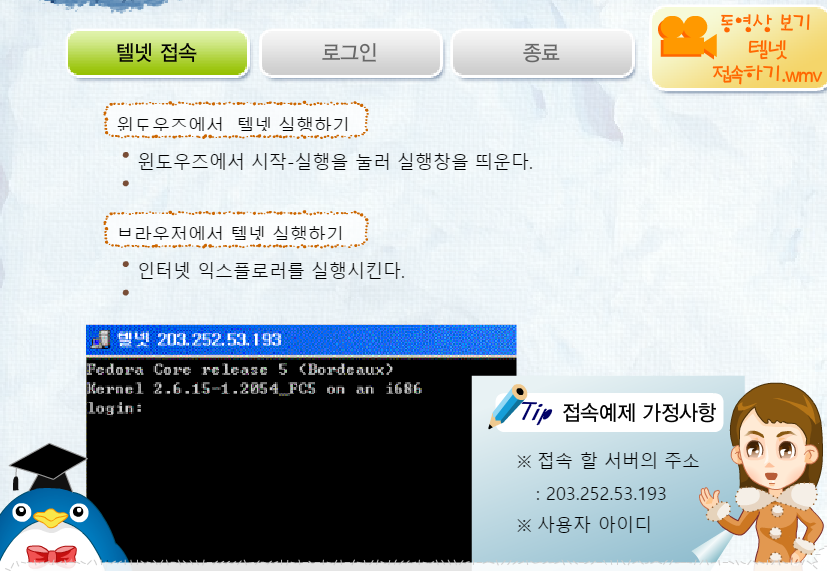 텔넷 접속
로그인
종료
동영상 보기
텔넷
접속하기.wmv
윈도우즈에서 텔넷 실행하기
윈도우즈에서 시작-실행을 눌러 실행창을 띄운다.
브라우저에서 텔넷 실행하기
인터넷 익스플로러를 실행시킨다.
텔넷 203.252.53.193
Fedora Core release 5 (Bordeaux)
Kernel 2.6.15-1.2054_FC5 on an i686
login:
Tip 접속예제 가정사항
※ 접속 할 서버의 주소
: 203.252.53.193
※ 사용자 아이디